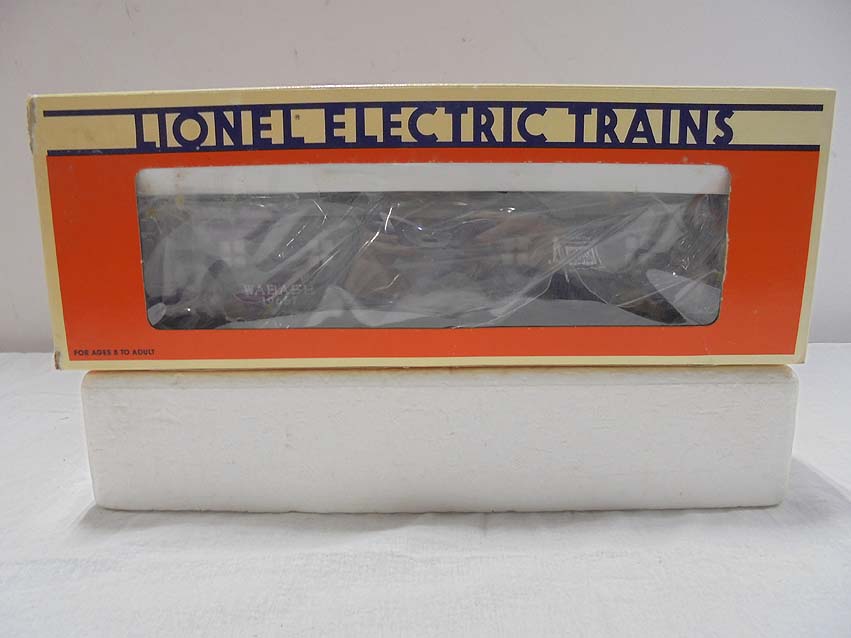 LIONEL® ELECTRIC TRAINS
WABASH
FOR AGES 8 TO ADULT